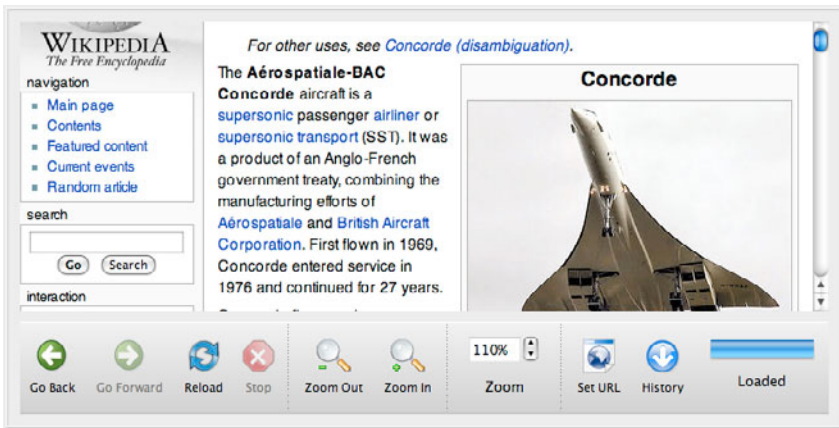 WIKIPEDIA
The Free Encyclopedia
navigation
Main page
Contents
Featured content
Current events
Random article
search
Go Search
interaction
For other uses, see Concorde (disambiguation).
The Aérospatiale-BAC
Concorde aircraft is a
supersonic passenger airliner or
supersonic transport (SST). It was
a product of an Anglo-French
government treaty, combining the
manufacturing efforts of
Aérospatiale and British Aircraft
Corporation. First flown in 1969,
Concorde entered service in
1976 and continued for 27 years.
Concorde
110%
Go Back Go Forward Reload Stop Zoom Out Zoom In Zoom Set URL History Loaded